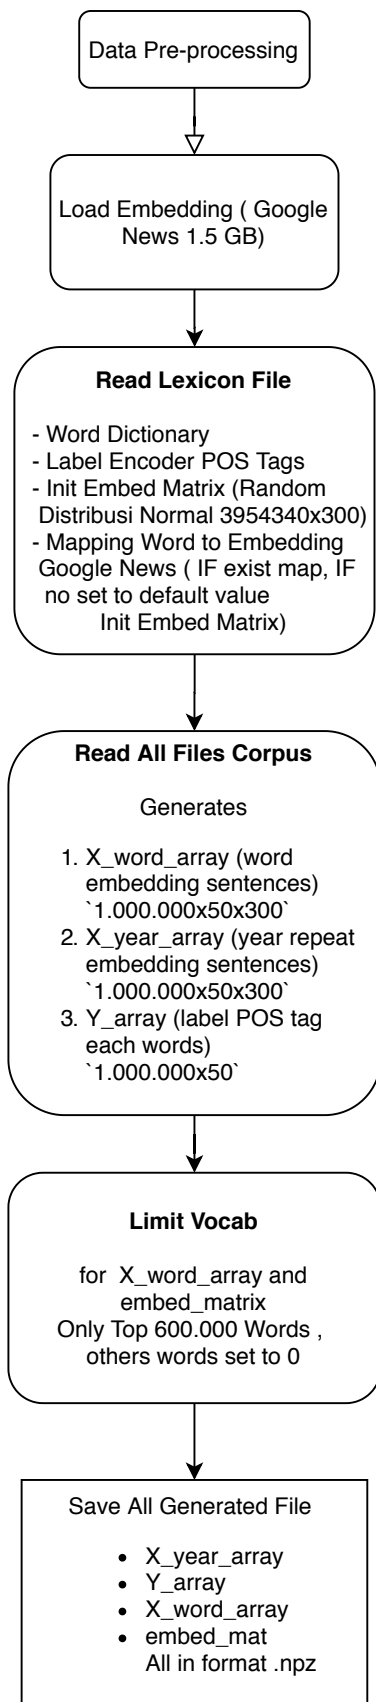 Data Pre-processing
Load Embedding ( Google
News 1.5 GB)
Read Lexicon File
- Word Dictionary
- Label Encoder POS Tags
- Init Embed Matrix (Random
Distribusi Normal 3954340x300)
- Mapping Word to Embedding
Google News ( IF exist map, IF
no set to default value
Init Embed Matrix)
Read All Files Corpus
Generates
1. X_word_array (word
embedding sentences)
`1.000.000x50x300`
2. X_year_array (year repeat
embedding sentences)
`1.000.000x50x300`
3. Y_array (label POS tag
each words)
`1.000.000x50`
Limit Vocab
for X_word_array and
embed_matrix
Only Top 600.000 Words ,
others words set to 0
Save All Generated File
• X_year_array
• Y_array
• X_word_array
• embed_mat
All in format .npz